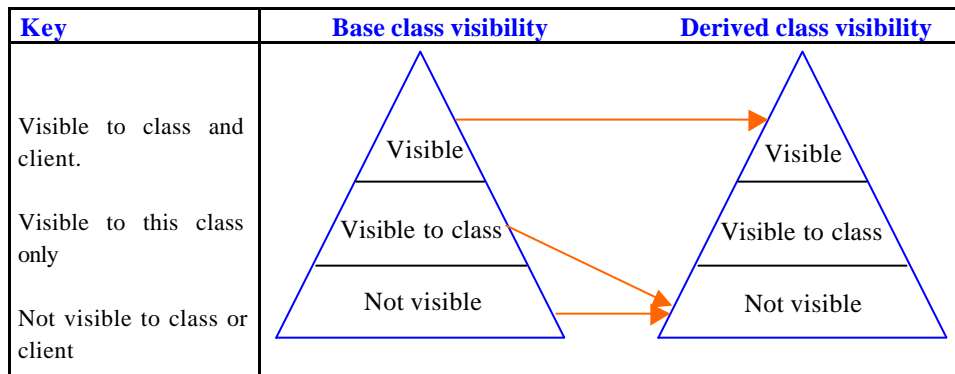 Key
Base class visibility
Derived class visibility
Visible to class and
client.
Visible
Visible
Visible to this class
only
Visible to class
Visible to class
Not visible to class or
client
Not visible
Not visible